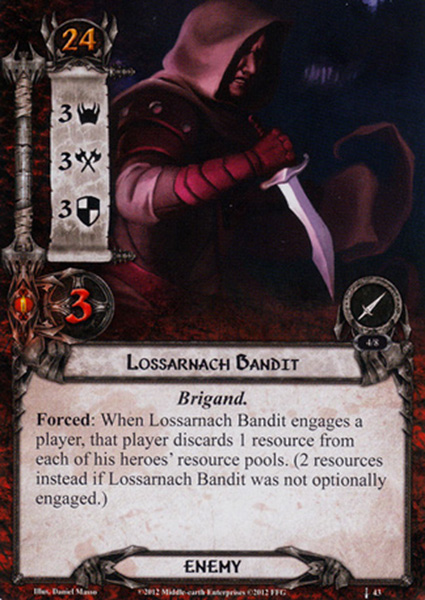 24
3
3
3
3
4/8
Lossarnach Bandit
Brigand.
Forced: When Lossarnach Bandit engages a
player, that player discards 1 resource from
each of his heroes' resource pools. (2 resources
instead if Lossarnach Bandit was not optionally
engaged.)
ENEMY
Illus. Daniel Masso ©2012 Middle-earth Enterprises ©2012 FFG 43